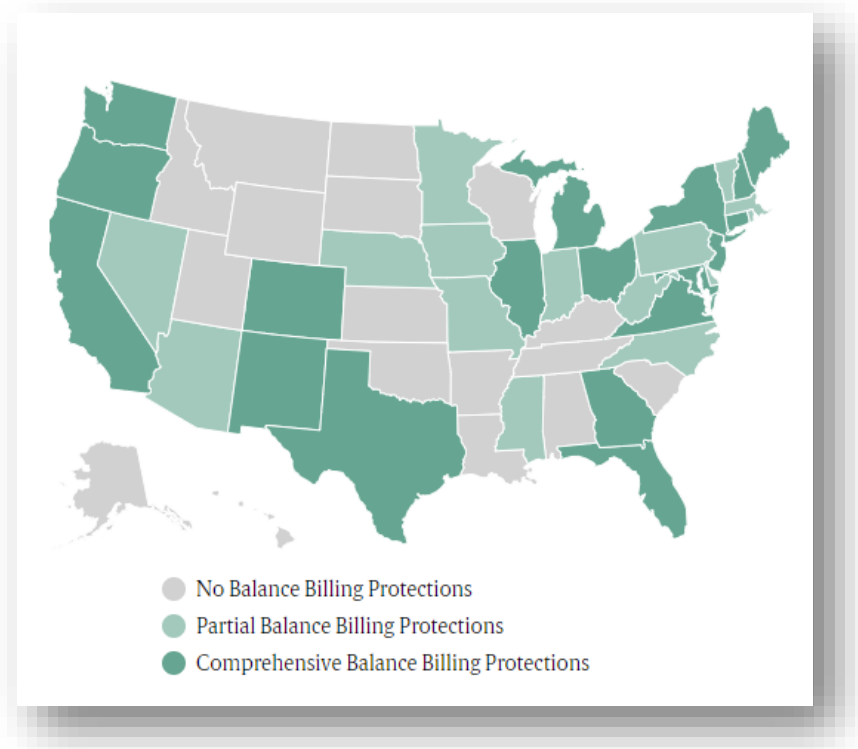 No Balance Billing Protections
Partial Balance Billing Protections
Comprehensive Balance Billing Protections